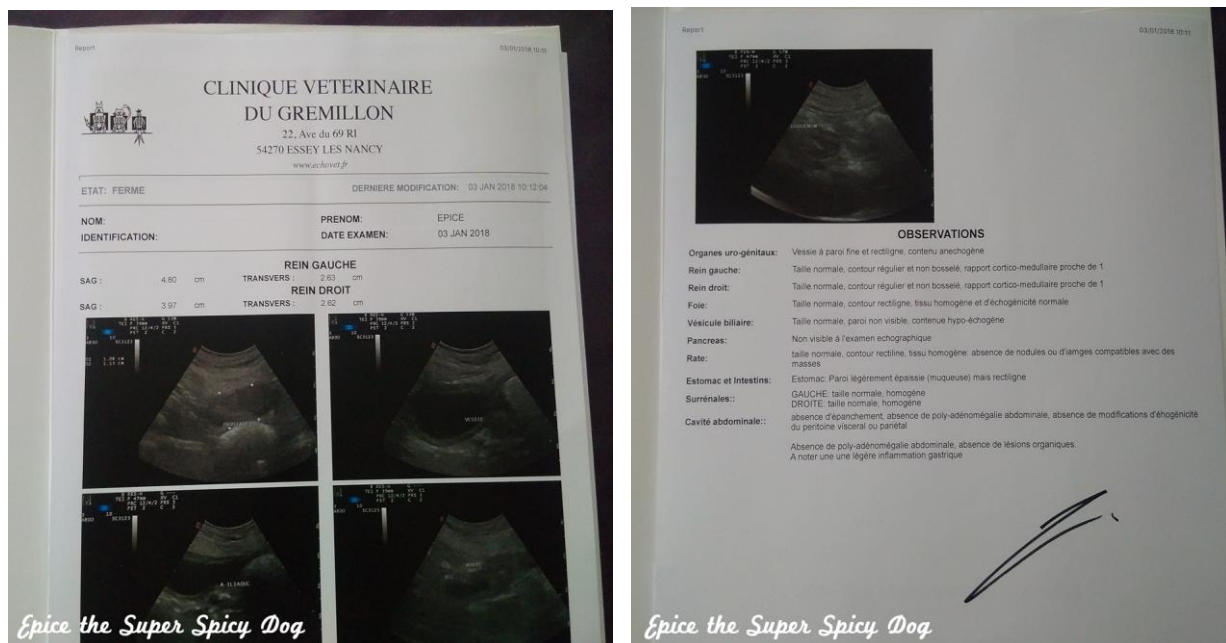 Report
03/01/2018 10:11
CLINIQUE VETERINAIRE
DU GREMILLON
22, Ave du 69 RI
54270 ESSEY LES NANCY
www.echovet.fr
ETAT: FERME
DERNIERE MODIFICATION: 03 JAN 2018 10:12:04
NOM:
PRENOM: EPICE
IDENTIFICATION:
DATE EXAMEN: 03 JAN 2018
REIN GAUCHE
SAG : 4.60 cm TRANSVERS : 2.63 cm
REIN DROIT
SAG : 3.97 cm TRANSVERS : 2.62 cm
VESSIE
A ILIAQUE
Epice the Super Spicy Dog
Report
03/01/2018 10:11
OBSERVATIONS
Organes uro-génitaux: Vessie à paroi fine et rectiligne, contenu anechogène
Rein gauche: Taille normale, contour régulier et non bosselé, rapport cortico-medullaire proche de 1
Rein droit: Taille normale, contour régulier et non bosselé, rapport cortico-medullaire proche de 1
Foie: Taille normale, contour rectiligne, tissu homogène et d'échogénicité normale
Vésicule biliaire: Taille normale, paroi non visible, contenue hypo-échogène
Pancreas: Non visible à l'examen echographique
Rate: taille normale, contour rectiline, tissu homogène: absence de nodules ou d'iamges compatibles avec des
masses
Estomac et Intestins: Estomac: Paroi légèrement épaissie (muqueuse) mais rectiligne
Surrénales:: GAUCHE: taille normale, homogène
DROITE: taille normale, homogène
Cavité abdominale:: absence d'épanchement, absence de poly-adénomégalie abdominale, absence de modifications d'éhogénicité
du peritoine visceral ou pariétal
Absence de poly-adénomégalie abdominale, absence de lésions organiques.
A noter une une légère inflammation gastrique
Epice the Super Spicy Dog